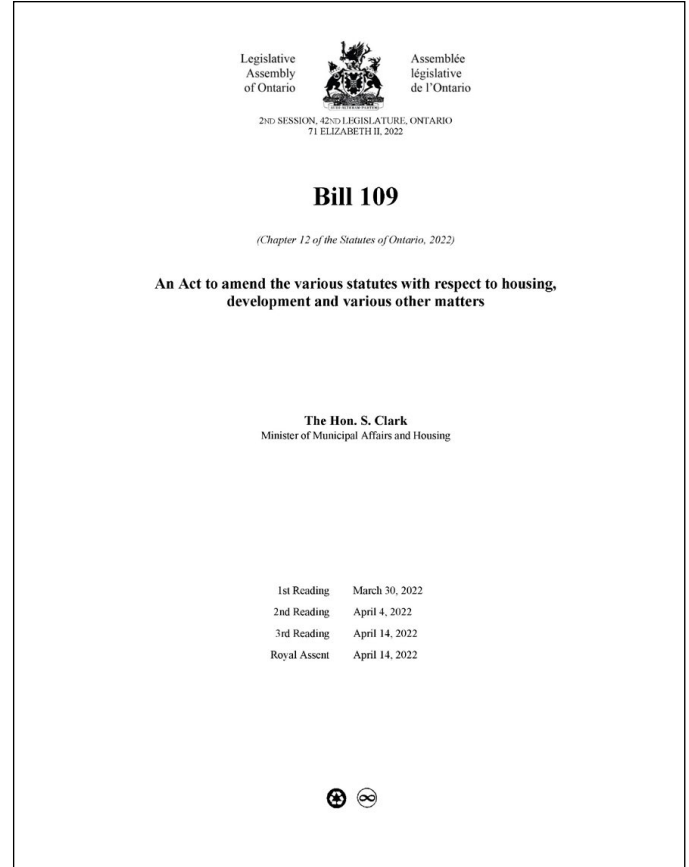 Legislative
Assembly
of Ontario
Assemblée
législative
de l'Ontario
2ND SESSION, 42ND LEGISLATURE, ONTARIO
71 ELIZABETH II, 2022
Bill 109
(Chapter 12 of the Statutes of Ontario, 2022)
An Act to amend the various statutes with respect to housing,
development and various other matters
The Hon. S. Clark
Minister of Municipal Affairs and Housing
1st Reading March 30, 2022
2nd Reading April 4, 2022
3rd Reading April 14, 2022
Royal Assent April 14, 2022